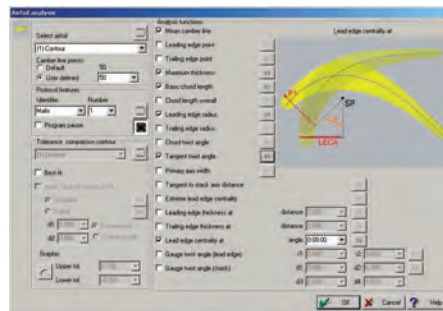 Airfoil analysis
Select airfoil
(1) Contour
Camber line points
Default 50
User defined 50
Protocol features
Identifier Number
Mafo 1
Program pause
Tolerance comparison contour
Best fit
Graphic
Upper tol.
Lower tol.
Analysis functions
Mean camber line
Leading edge point
Trailing edge point
Maximum thickness
Basic chord length
Chord length overall
Leading edge radius
Trailing edge radius
Chord twist angle
Tangent twist angle
Primary axis width
Tangent to stack axis distance
Extreme lead edge centrality
Leading edge thickness at distance
Trailing edge thickness at distance
Lead edge centrality at angle 0:00:00
Gauge twist angle (lead edge)
Gauge twist angle (stack)
Lead edge centrality at
SP
LECA
OK Cancel Help